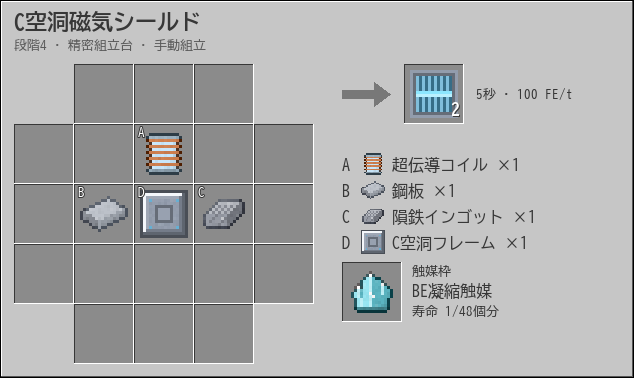 C空洞磁気シールド
段階4 · 精密組立台 · 手動組立
A
B
D
C
2
5秒 · 100 FE/t
A 超伝導コイル ×1
B 鋼板 ×1
C 隕鉄インゴット ×1
D C空洞フレーム ×1
触媒枠
BE凝縮触媒
寿命 1/48個分